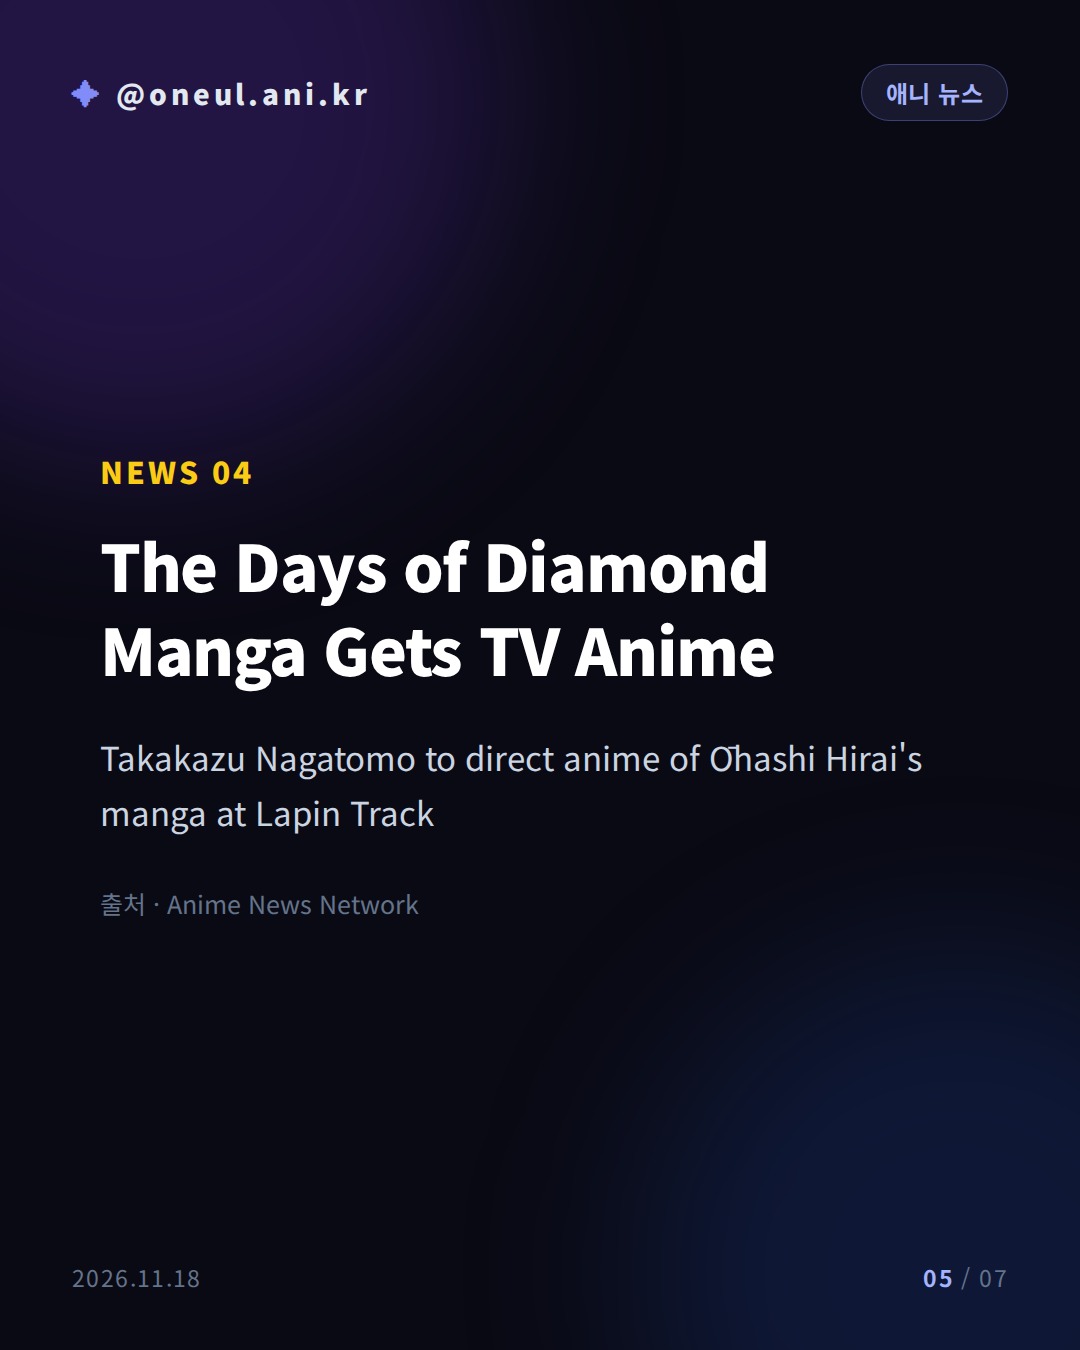 @oneul.ani.kr
애니 뉴스
NEWS 04
The Days of Diamond
Manga Gets TV Anime
Takakazu Nagatomo to direct anime of Ōhashi Hirai's
manga at Lapin Track
출처 · Anime News Network
2026.11.18
05 / 07